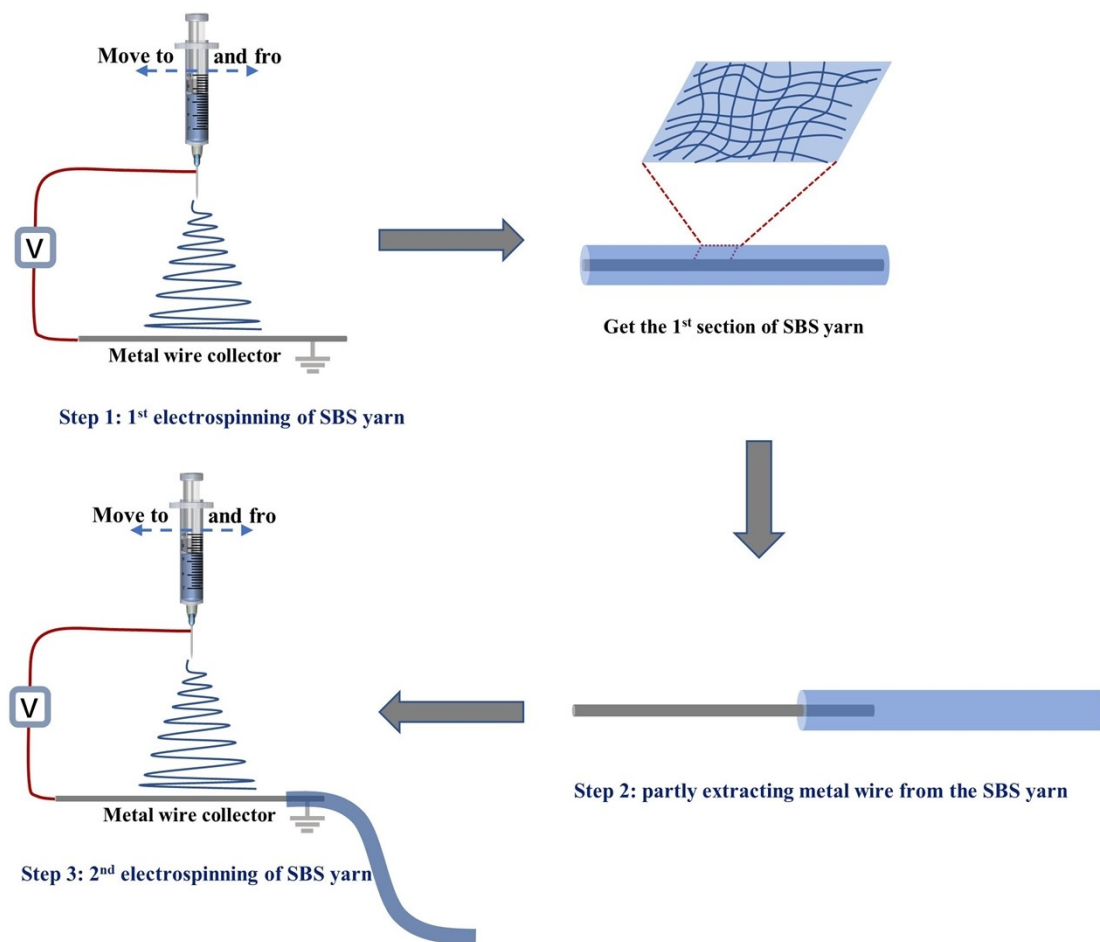 Move to and fro
V
Metal wire collector
Step 1: 1st electrospinning of SBS yarn
Get the 1st section of SBS yarn
Step 2: partly extracting metal wire from the SBS yarn
Move to and fro
V
Metal wire collector
Step 3: 2nd electrospinning of SBS yarn